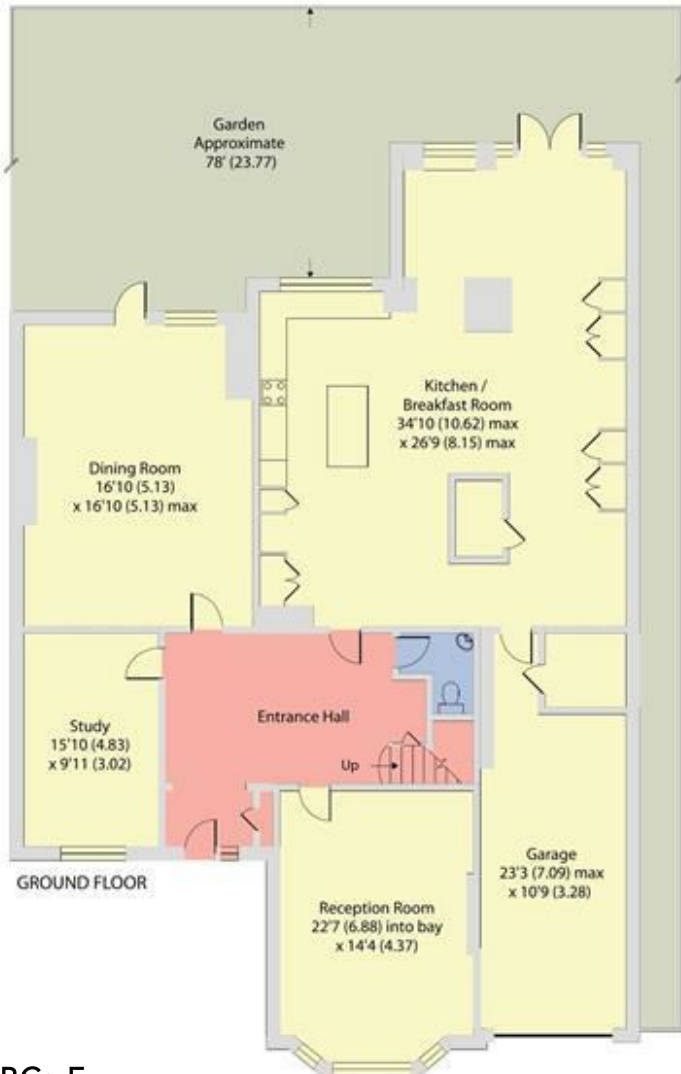 Garden
Approximate
78' (23.77)
Kitchen /
Breakfast Room
34'10 (10.62) max
x 26'9 (8.15) max
Dining Room
16'10 (5.13)
x 16'10 (5.13) max
Entrance Hall
Study
15'10 (4.83)
x 9'11 (3.02)
Up
Garage
23'3 (7.09) max
x 10'9 (3.28)
GROUND FLOOR
Reception Room
22'7 (6.88) into bay
x 14'4 (4.37)